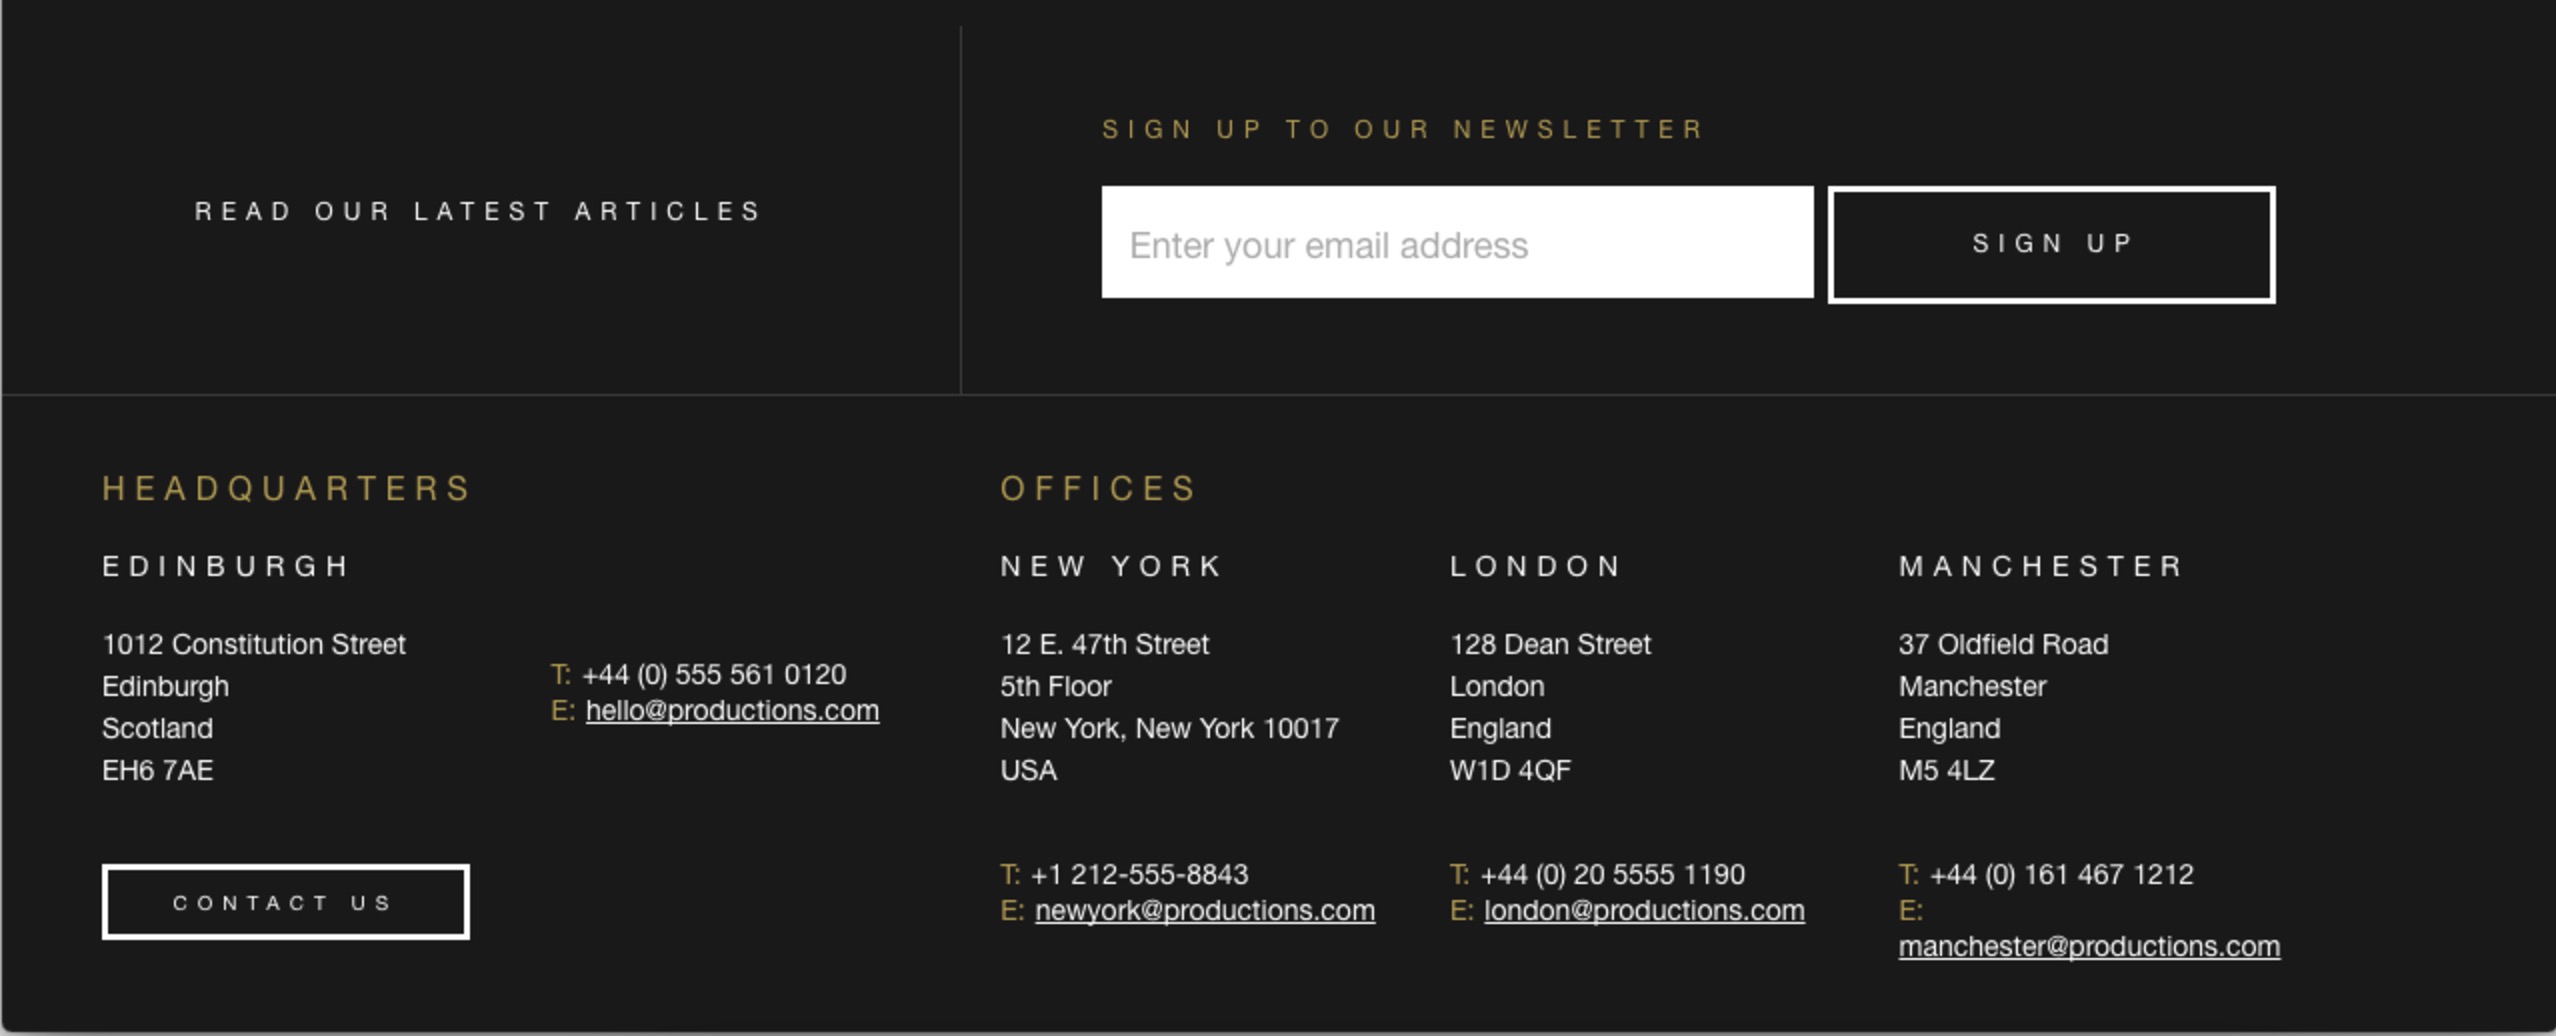 READ OUR LATEST ARTICLES
SIGN UP TO OUR NEWSLETTER
Enter your email address
SIGN UP
HEADQUARTERS
EDINBURGH
1012 Constitution Street
Edinburgh
Scotland
EH6 7AE
T: +44 (0) 555 561 0120
E: hello@productions.com
CONTACT US
OFFICES
NEW YORK
12 E. 47th Street
5th Floor
New York, New York 10017
USA
T: +1 212-555-8843
E: newyork@productions.com
LONDON
128 Dean Street
London
England
W1D 4QF
T: +44 (0) 20 5555 1190
E: london@productions.com
MANCHESTER
37 Oldfield Road
Manchester
England
M5 4LZ
T: +44 (0) 161 467 1212
E:
manchester@productions.com